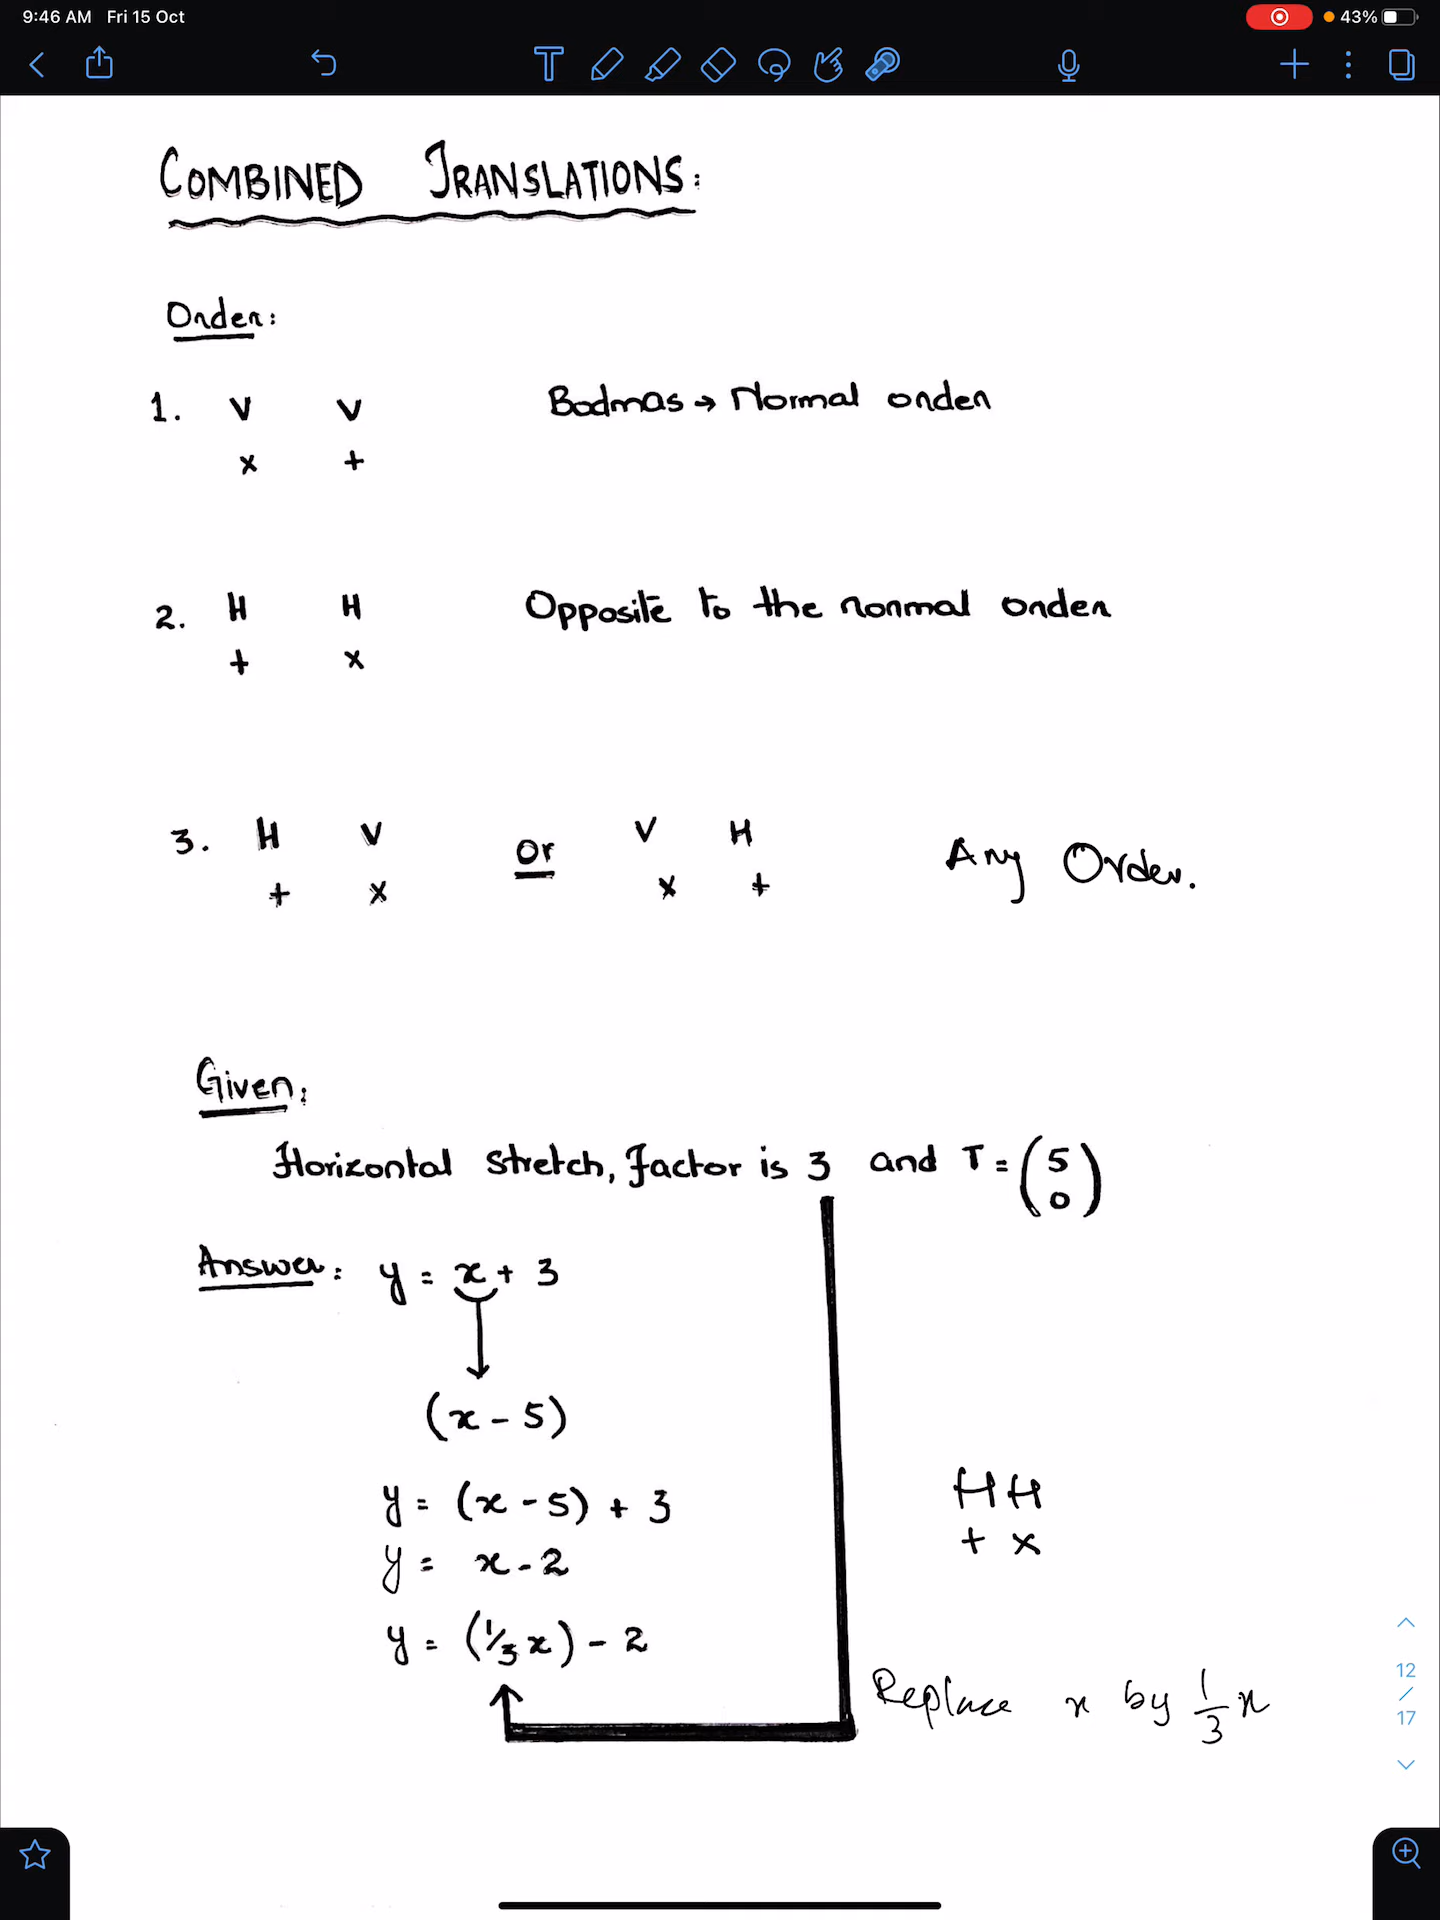 9:46 AM Fri 15 Oct
43%
COMBINED TRANSLATIONS:
Order:
1. V V Bodmas → Normal order
x +
2. H H Opposite to the normal order
+ x
3. H V or V H Any Order.
+ x x +
Given:
Horizontal stretch, factor is 3 and T = (5 0)
Answer: y = x + 3
(x - 5)
y = (x - 5) + 3
H H
+ x
y = x - 2
y = (1/3 x) - 2
Replace x by 1/3 x
12
/
17